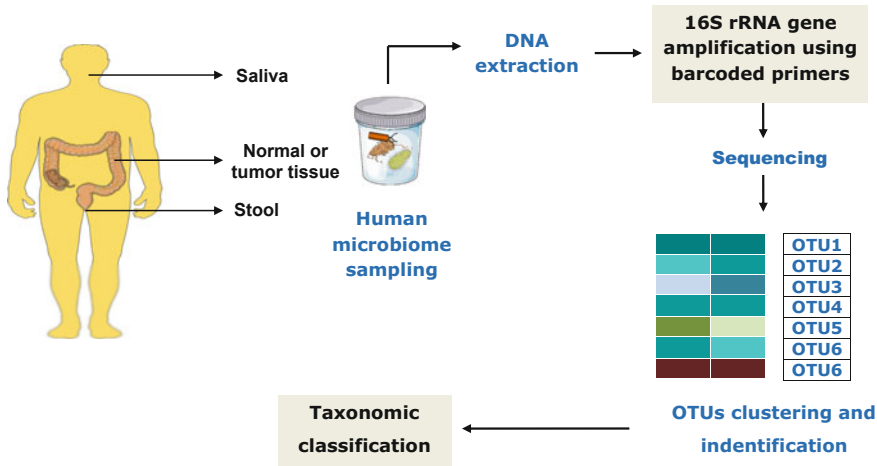 Saliva
Normal or
tumor tissue
Stool
Human
microbiome
sampling
DNA
extraction
16S rRNA gene
amplification using
barcoded primers
Sequencing
OTU1
OTU2
OTU3
OTU4
OTU5
OTU6
OTU6
OTUs clustering and
indentification
Taxonomic
classification